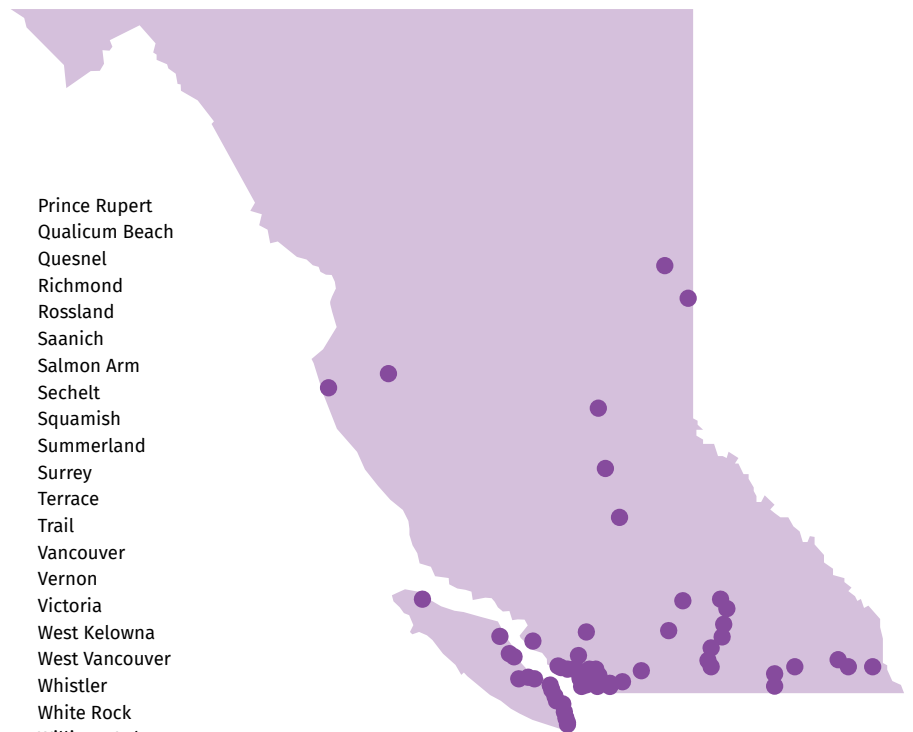 Prince Rupert
Qualicum Beach
Quesnel
Richmond
Rossland
Saanich
Salmon Arm
Sechelt
Squamish
Summerland
Surrey
Terrace
Trail
Vancouver
Vernon
Victoria
West Kelowna
West Vancouver
Whistler
White Rock